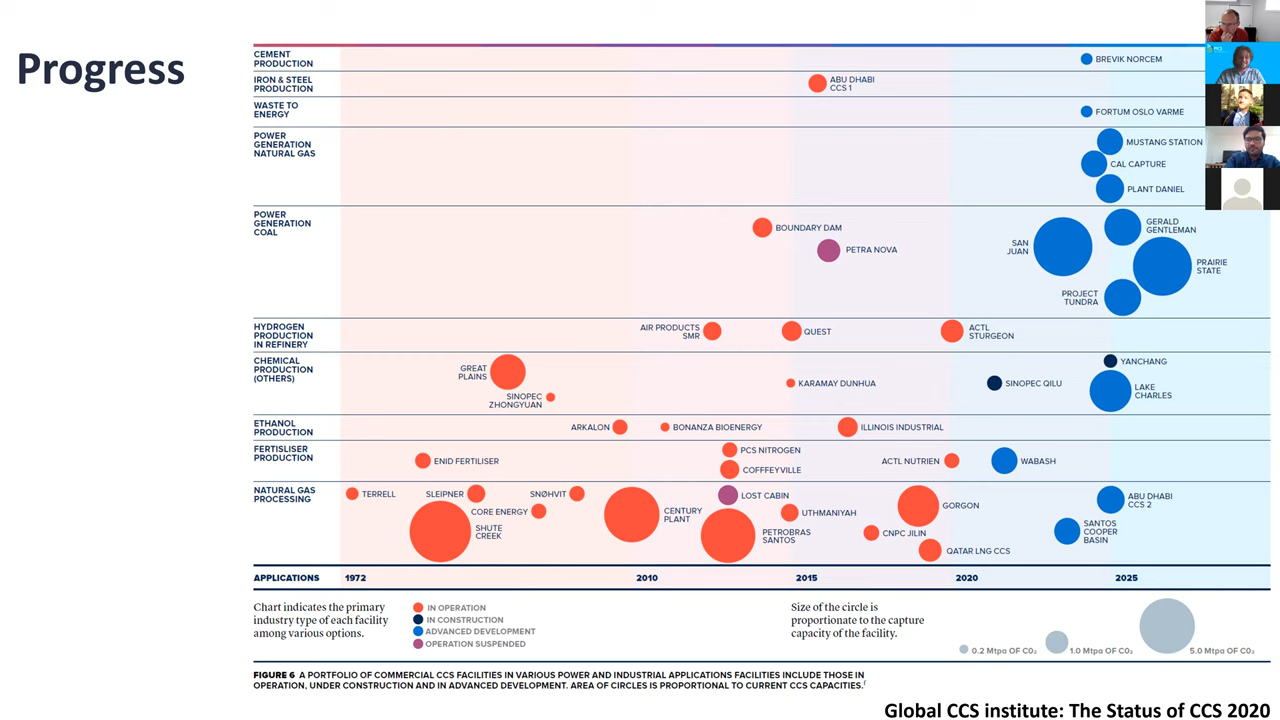 Progress
CEMENT
PRODUCTION
BREVIK NORCEM
IRON & STEEL
PRODUCTION
ABU DHABI
CCS 1
WASTE TO
ENERGY
FORTUM OSLO VARME
POWER
GENERATION
NATURAL GAS
MUSTANG STATION
CAL CAPTURE
PLANT DANIEL
POWER
GENERATION
COAL
BOUNDARY DAM
PETRA NOVA
SAN
JUAN
GERALD
GENTLEMAN
PRAIRIE
STATE
PROJECT
TUNDRA
HYDROGEN
PRODUCTION
IN REFINERY
AIR PRODUCTS
SMR
QUEST
ACTL
STURGEON
CHEMICAL
PRODUCTION
(OTHERS)
GREAT
PLAINS
SINOPEC
ZHONGYUAN
KARAMAY DUNHUA
SINOPEC QILU
YANCHANG
LAKE
CHARLES
ETHANOL
PRODUCTION
ARKALON
BONANZA BIOENERGY
ILLINOIS INDUSTRIAL
FERTISLISER
PRODUCTION
ENID FERTILISER
PCS NITROGEN
COFFFEYVILLE
ACTL NUTRIEN
WABASH
NATURAL GAS
PROCESSING
TERRELL
SLEIPNER
SNØHVIT
CORE ENERGY
SHUTE
CREEK
CENTURY
PLANT
LOST CABIN
PETROBRAS
SANTOS
UTHMANIYAH
CNPC JILIN
GORGON
QATAR LNG CCS
ABU DHABI
CCS 2
SANTOS
COOPER
BASIN
APPLICATIONS 1972 2010 2015 2020 2025
Chart indicates the primary
industry type of each facility
among various options.
IN OPERATION
IN CONSTRUCTION
ADVANCED DEVELOPMENT
OPERATION SUSPENDED
Size of the circle is
proportionate to the capture
capacity of the facility.
0.2 Mtpa OF CO₂
1.0 Mtpa OF CO₂
5.0 Mtpa OF CO₂
FIGURE 6 A PORTFOLIO OF COMMERCIAL CCS FACILITIES IN VARIOUS POWER AND INDUSTRIAL APPLICATIONS FACILITIES INCLUDE THOSE IN
OPERATION, UNDER CONSTRUCTION AND IN ADVANCED DEVELOPMENT. AREA OF CIRCLES IS PROPORTIONAL TO CURRENT CCS CAPACITIES.
Global CCS institute: The Status of CCS 2020